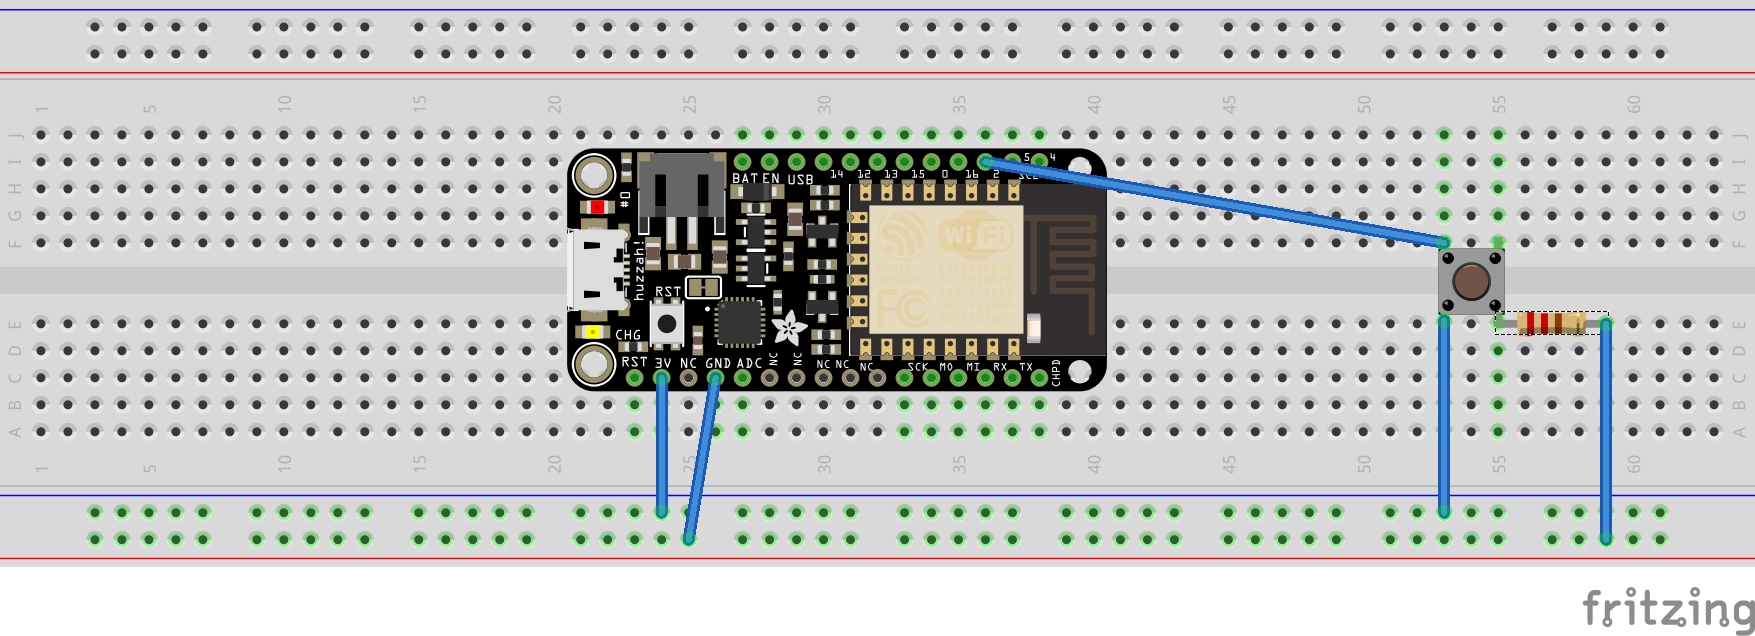 1 5 10 15 20 25 30 35 40 45 50 55 60
J J
I I
H H
G G
F F
BAT EN USB 14 12 13 15 0 16 2 5 4
SCL
#0
huzzah!
WiFi
FC
RST
CHG
RST 3V NC GND ADC NC NC NC NC NC SCK MO MI RX TX CHPD
E E
D D
C C
B B
A A
1 5 10 15 20 25 30 35 40 45 50 55 60
fritzing